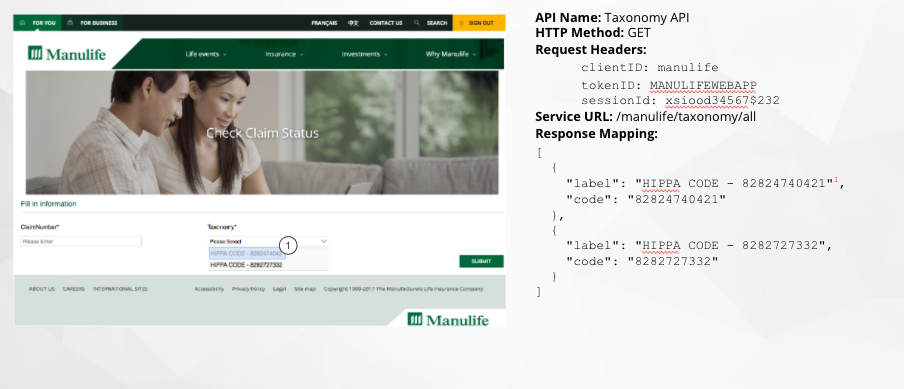 FOR YOU FOR BUSINESS FRANÇAIS 中文 CONTACT US SEARCH SIGN OUT
Manulife Life events Insurance Investments Why Manulife
Check Claim Status
Fill in information
ClaimNumber* Taxonomy*
Please Enter Please Select 1
HIPPA CODE - 82824740421
HIPPA CODE - 8282727332
SUBMIT
ABOUT US CAREERS INTERNATIONAL SITES Accessibility Privacy Policy Legal Site map Copyright 1999-2017 The Manufacturers Life Insurance Company
Manulife
API Name: Taxonomy API
HTTP Method: GET
Request Headers:
clientID: manulife
tokenID: MANULIFEWEBAPP
sessionId: xsiood34567$232
Service URL: /manulife/taxonomy/all
Response Mapping:
[
{
"label": "HIPPA CODE - 82824740421"1,
"code": "82824740421"
},
{
"label": "HIPPA CODE - 8282727332",
"code": "8282727332"
}
]